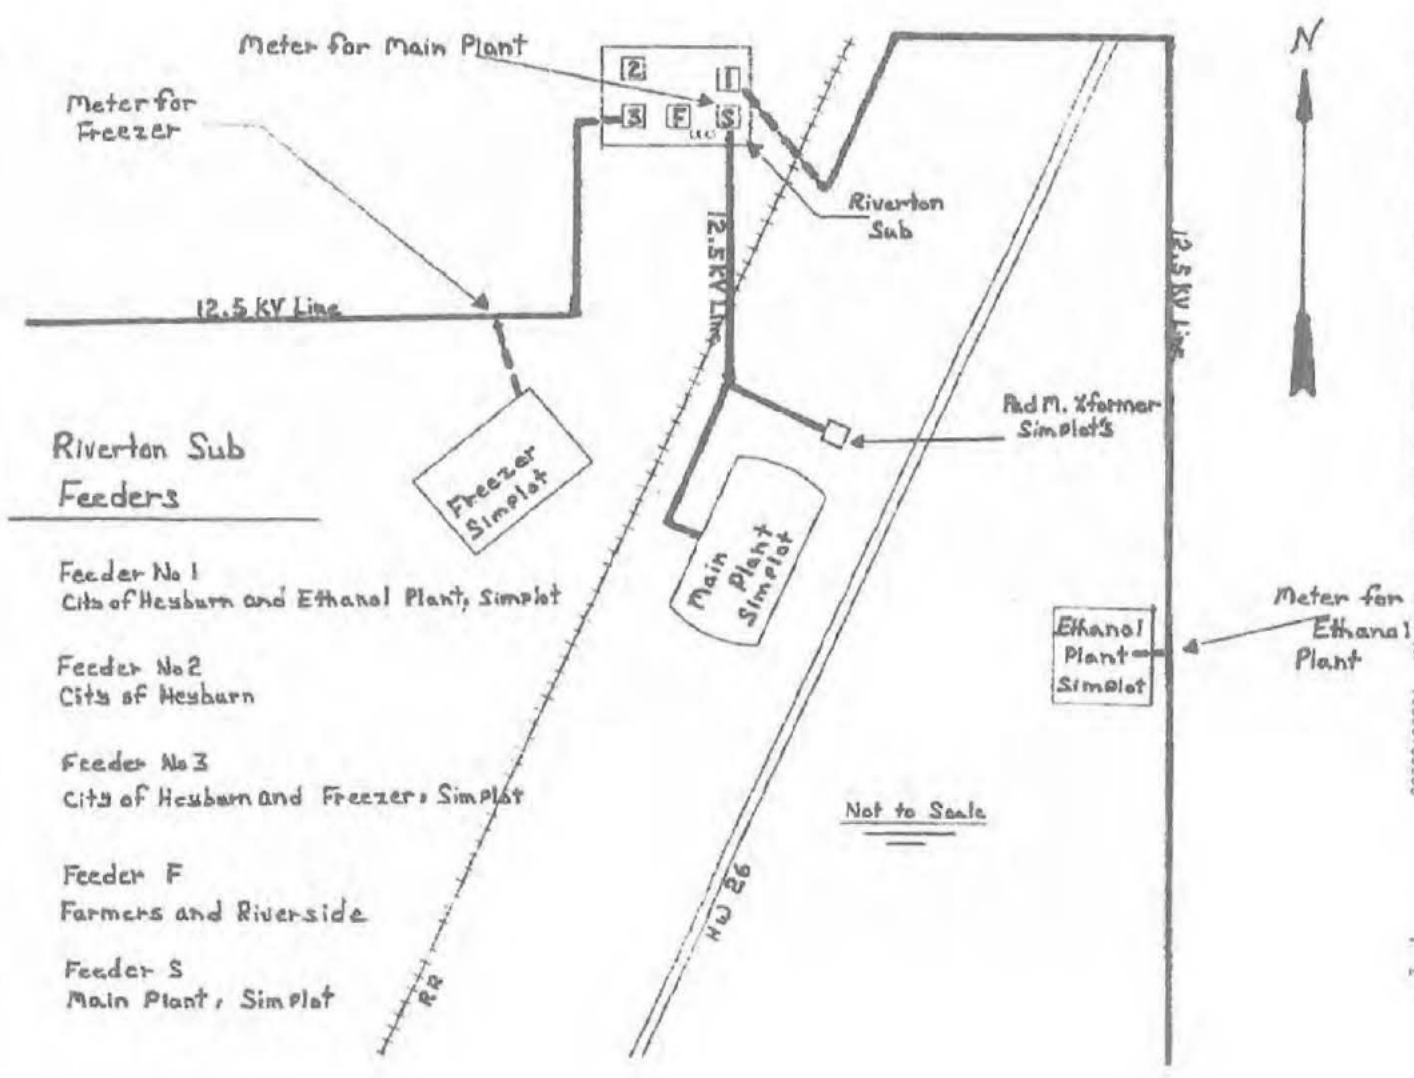 N
Meter for Main Plant
Meter for
Freezer
2
1
3
F
S
Riverton
Sub
12.5 KV Line
12.5 KV Line
12.5 KV Line
Pad M. Xformer
Simplot's
Freezer
Simplot
Main
Plant
Simplot
Ethanol
Plant
Simplot
Meter for
Ethanol
Plant
Riverton Sub
Feeders
Feeder No 1
City of Heyburn and Ethanol Plant, Simplot
Feeder No 2
City of Heyburn
Feeder No 3
City of Heyburn and Freezer, Simplot
Feeder F
Farmers and Riverside
Feeder S
Main Plant, Simplot
Not to Scale
HW 26
RR